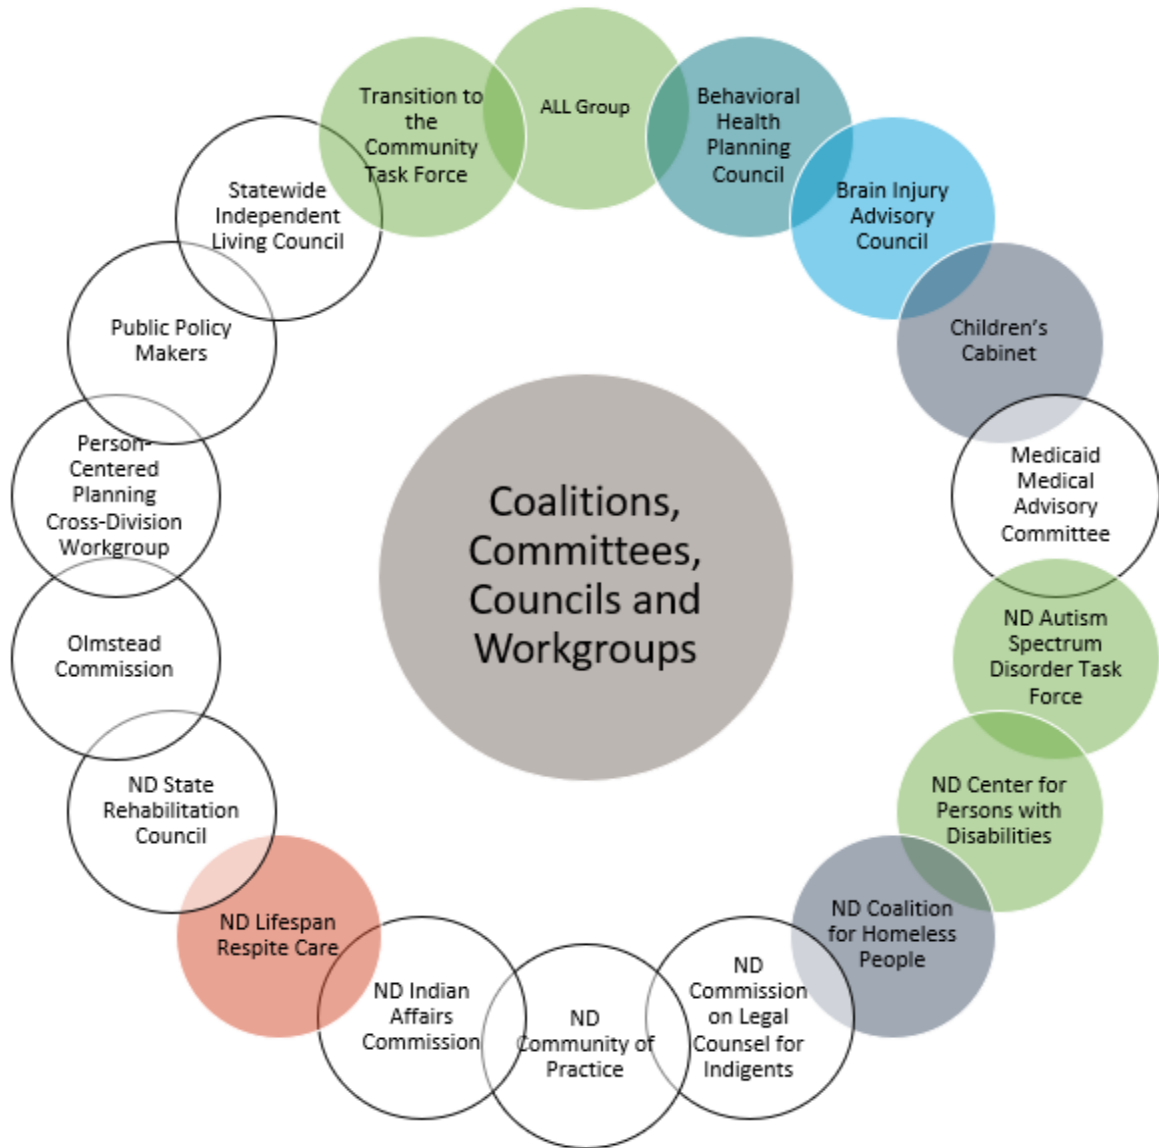 ALL Group
Behavioral
Health
Planning
Council
Brain Injury
Advisory
Council
Children’s
Cabinet
Medicaid
Medical
Advisory
Committee
ND Autism
Spectrum
Disorder Task
Force
ND Center for
Persons with
Disabilities
ND Coalition
for Homeless
People
ND
Commission
on Legal
Counsel for
Indigents
ND
Community of
Practice
ND Indian
Affairs
Commission
ND Lifespan
Respite Care
ND State
Rehabilitation
Council
Olmstead
Commission
Person-
Centered
Planning
Cross-Division
Workgroup
Public Policy
Makers
Statewide
Independent
Living Council
Transition to
the
Community
Task Force
Coalitions,
Committees,
Councils and
Workgroups